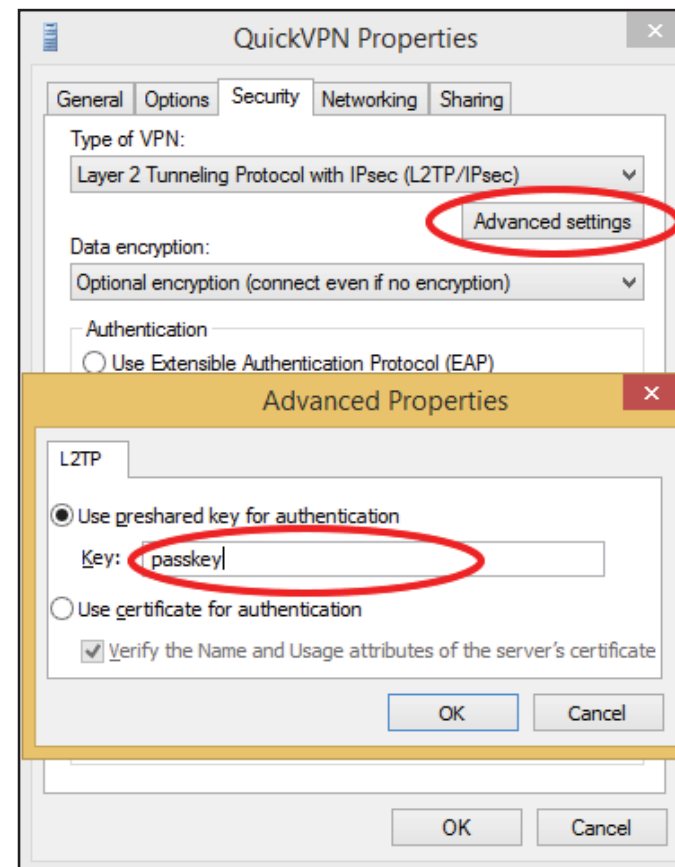 QuickVPN Properties
General Options Security Networking Sharing
Type of VPN:
Layer 2 Tunneling Protocol with IPsec (L2TP/IPsec)
Advanced settings
Data encryption:
Optional encryption (connect even if no encryption)
Authentication
Use Extensible Authentication Protocol (EAP)
Advanced Properties
L2TP
Use preshared key for authentication
Key: passkey
Use certificate for authentication
Verify the Name and Usage attributes of the server's certificate
OK Cancel
OK Cancel